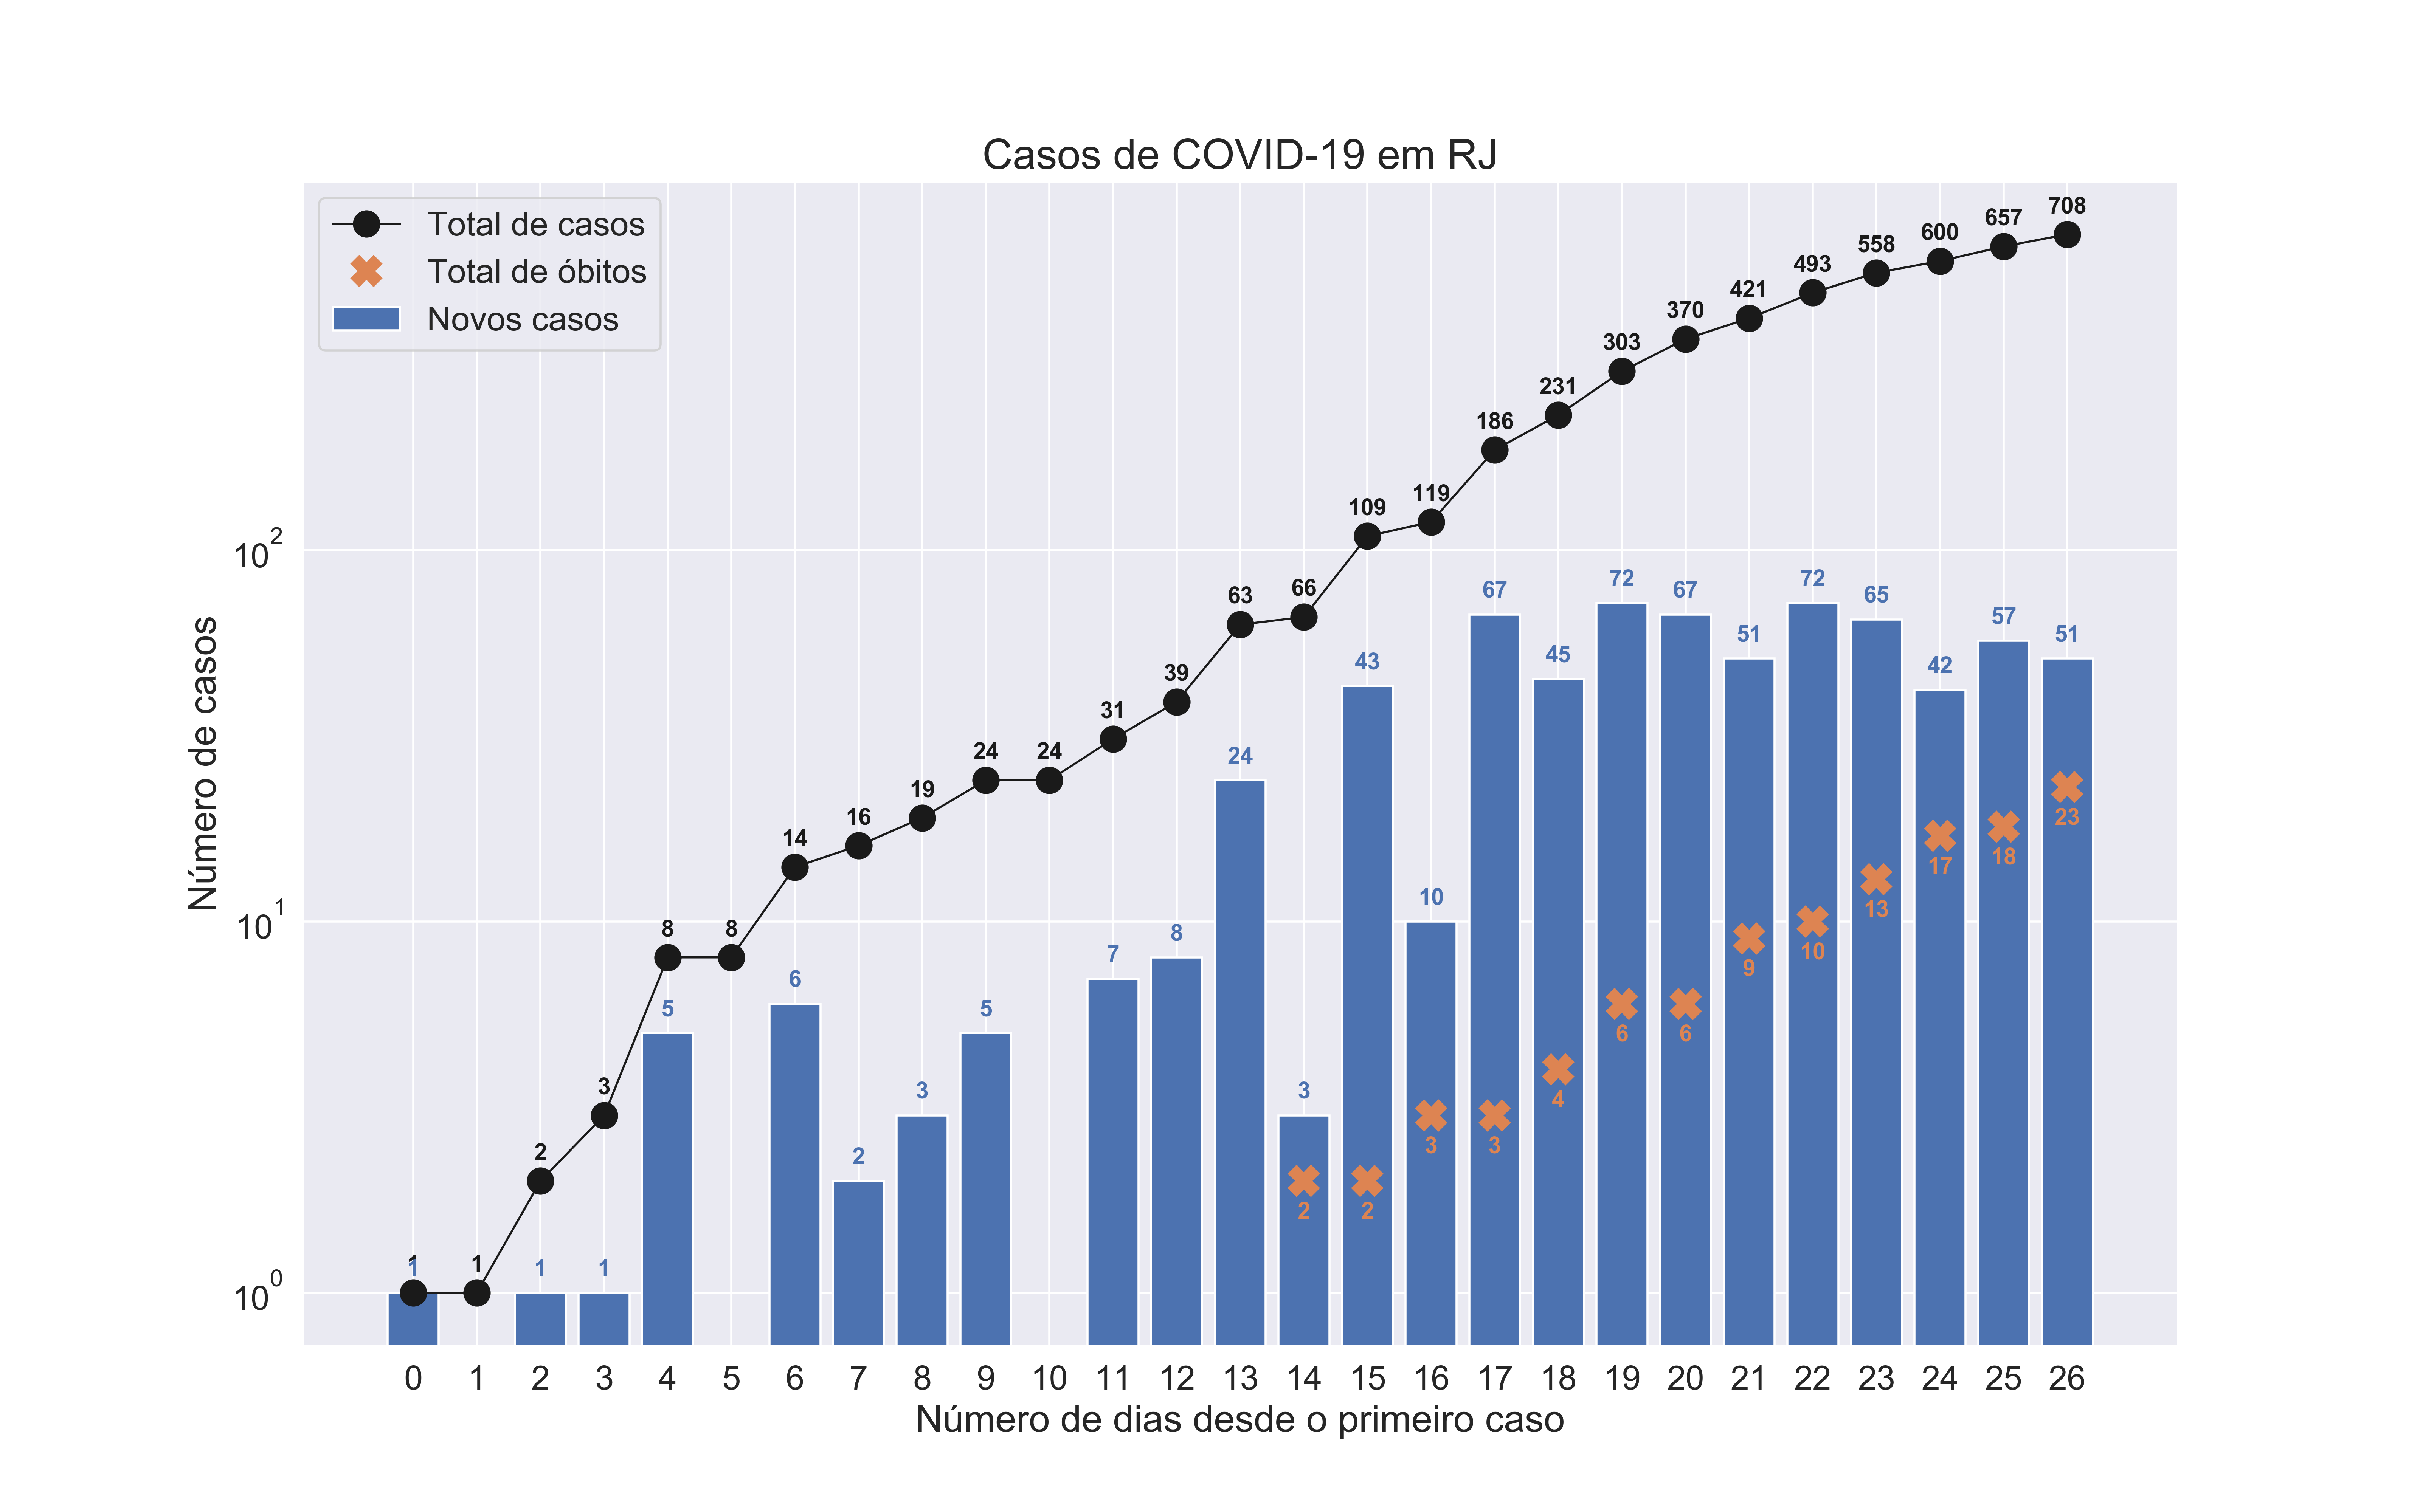 Casos de COVID-19 em RJ
Total de casos
Total de óbitos
Novos casos
Número de casos
10^2
10^1
10^0
1 1 2 3 8 8 14 16 19 24 24 31 39 63 66 109 119 186 231 303 370 421 493 558 600 657 708
1 1 1 5 6 2 3 5 7 8 24 3 43 10 67 45 72 67 51 72 65 42 57 51
2 2 3 3 4 6 6 9 10 13 17 18 23
0 1 2 3 4 5 6 7 8 9 10 11 12 13 14 15 16 17 18 19 20 21 22 23 24 25 26
Número de dias desde o primeiro caso